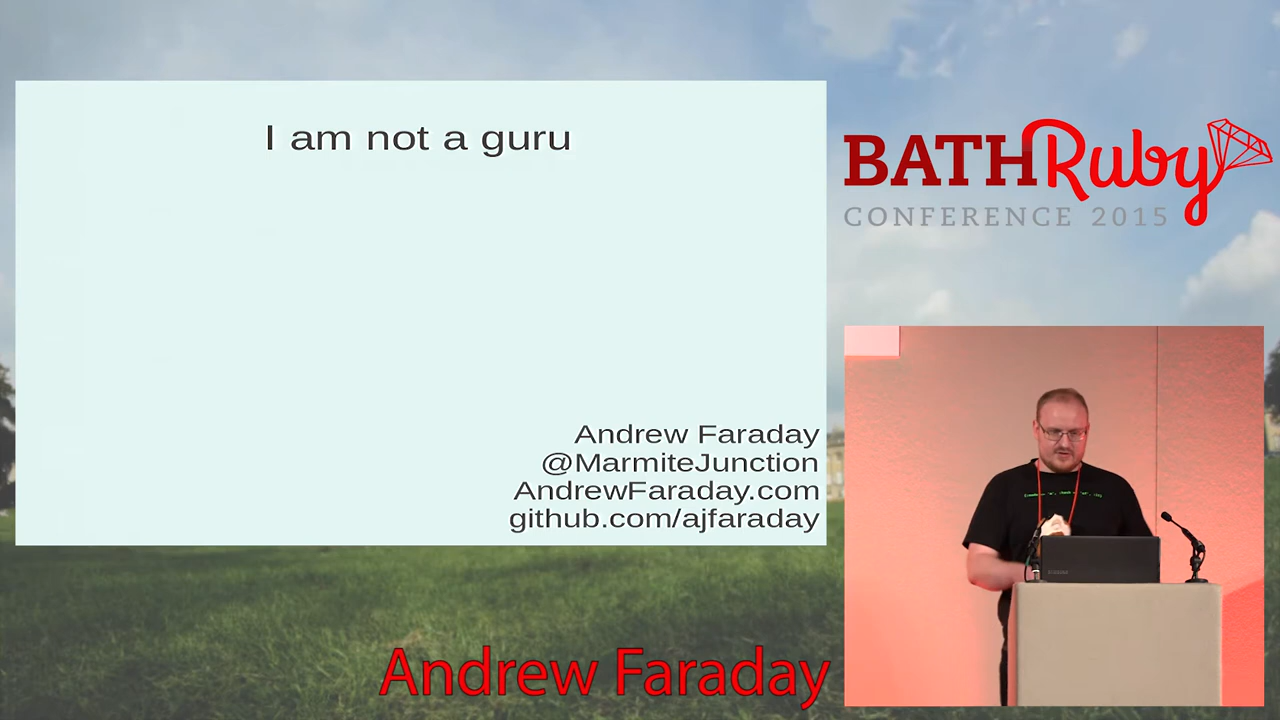 I am not a guru
Andrew Faraday
@MarmiteJunction
AndrewFaraday.com
github.com/ajfaraday
BATHRuby
CONFERENCE 2015
Andrew Faraday